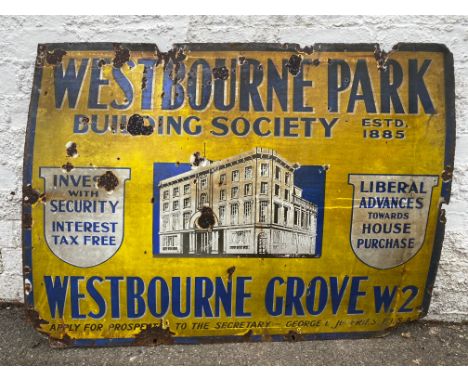 WESTBOURNE PARK
BUILDING SOCIETY
ESTD.
1885
INVEST
WITH
SECURITY
INTEREST
TAX FREE
LIBERAL
ADVANCES
TOWARDS
HOUSE
PURCHASE
WESTBOURNE GROVE W2
APPLY FOR PROSPECTUS TO THE SECRETARY - GEORGE